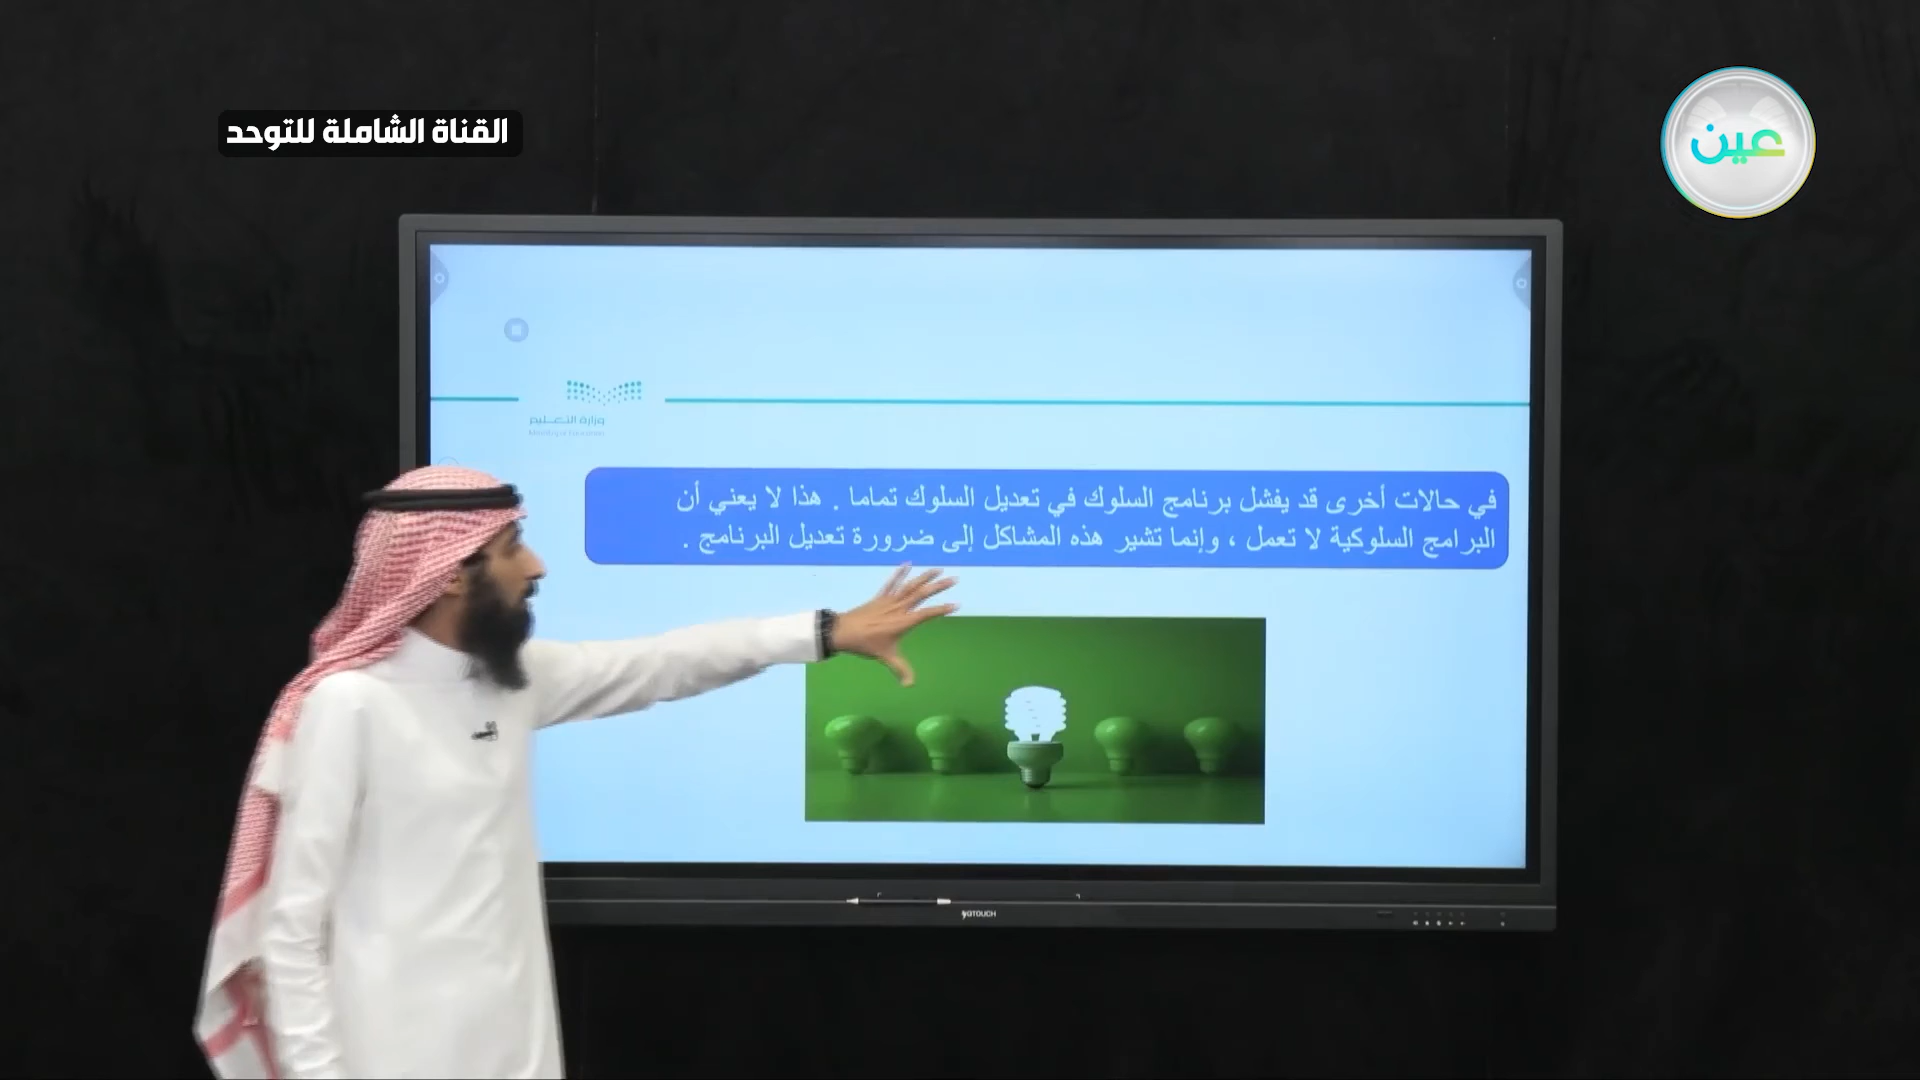 القناة الشاملة للتوحد
عين
وزارة التعليم
في حالات أخرى قد يفشل برنامج السلوك في تعديل السلوك تماما . هذا لا يعني أن
البرامج السلوكية لا تعمل ، وإنما تشير هذه المشاكل إلى ضرورة تعديل البرنامج .